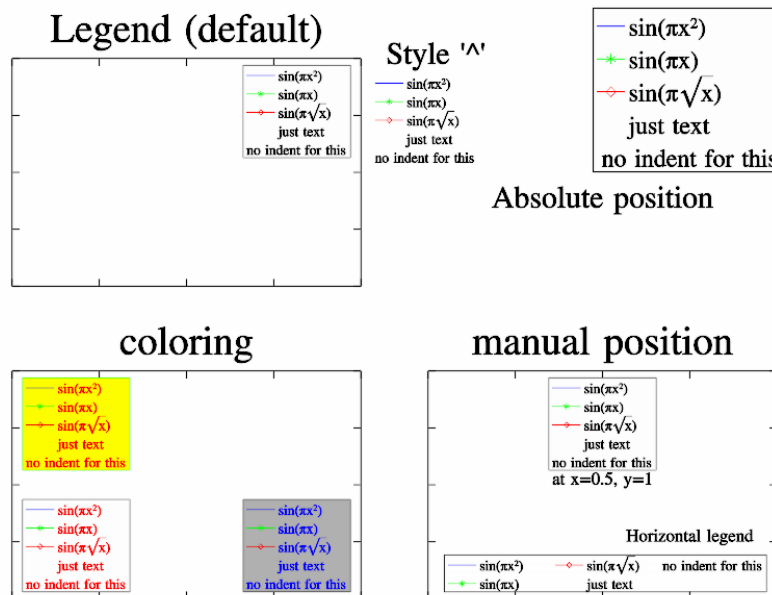 Legend (default)
sin(πx²)
sin(πx)
sin(π√x)
just text
no indent for this
Style '^'
sin(πx²)
sin(πx)
sin(π√x)
just text
no indent for this
sin(πx²)
sin(πx)
sin(π√x)
just text
no indent for this
Absolute position
coloring
sin(πx²)
sin(πx)
sin(π√x)
just text
no indent for this
sin(πx²)
sin(πx)
sin(π√x)
just text
no indent for this
sin(πx²)
sin(πx)
sin(π√x)
just text
no indent for this
manual position
sin(πx²)
sin(πx)
sin(π√x)
just text
no indent for this
at x=0.5, y=1
Horizontal legend
sin(πx²) sin(π√x) no indent for this
sin(πx) just text